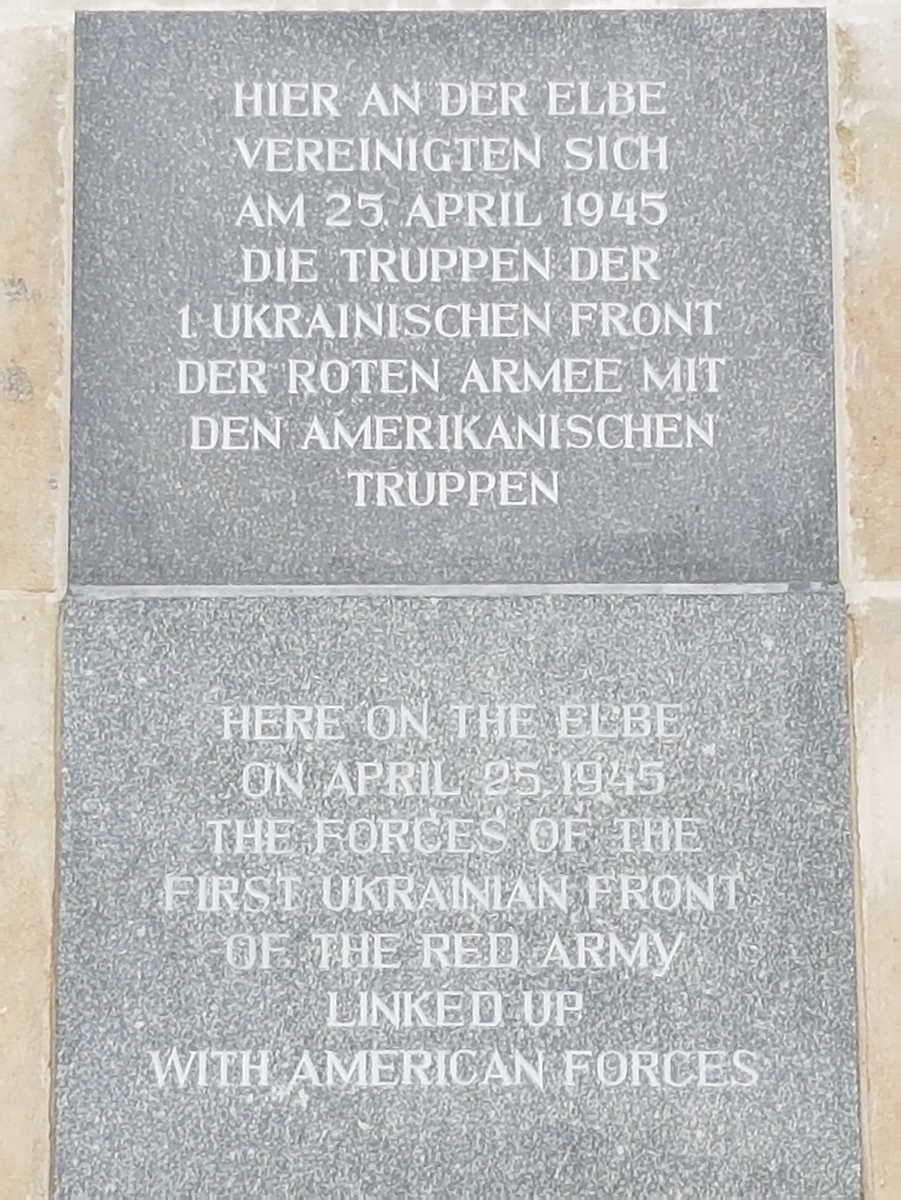 HIER AN DER ELBE
VEREINIGTEN SICH
AM 25. APRIL 1945
DIE TRUPPEN DER
1. UKRAINISCHEN FRONT
DER ROTEN ARMEE MIT
DEN AMERIKANISCHEN
TRUPPEN
HERE ON THE ELBE
ON APRIL 25, 1945
THE FORCES OF THE
FIRST UKRAINIAN FRONT
OF THE RED ARMY
LINKED UP
WITH AMERICAN FORCES